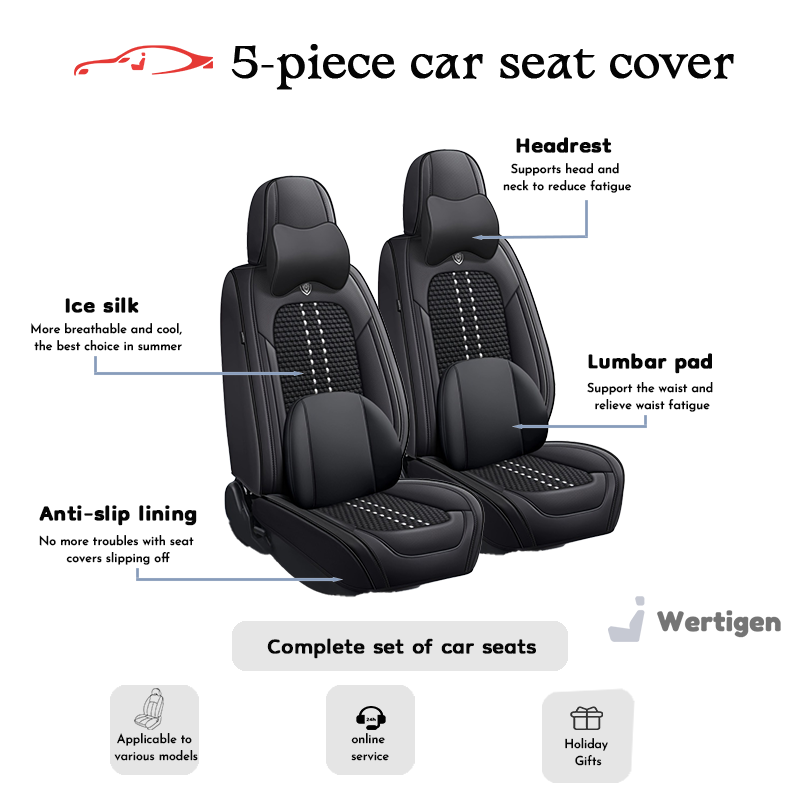 5-piece car seat cover
Headrest
Supports head and
neck to reduce fatigue
Ice silk
More breathable and cool,
the best choice in summer
Lumbar pad
Support the waist and
relieve waist fatigue
Anti-slip lining
No more troubles with seat
covers slipping off
Wertigen
Complete set of car seats
Applicable to
various models
24h
online
service
Holiday
Gifts